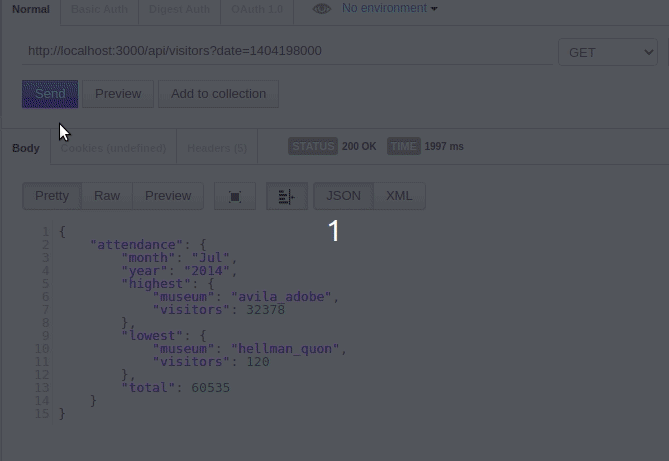 Normal Basic Auth Digest Auth OAuth 1.0 No environment
http://localhost:3000/api/visitors?date=1404198000 GET
Send Preview Add to collection
Body Cookies (undefined) Headers (5) STATUS 200 OK TIME 1997 ms
Pretty Raw Preview JSON XML
1
1 {
2 "attendance": {
3 "month": "Jul",
4 "year": "2014",
5 "highest": {
6 "museum": "avila_adobe",
7 "visitors": 32378
8 },
9 "lowest": {
10 "museum": "hellman_quon",
11 "visitors": 120
12 },
13 "total": 60535
14 }
15 }